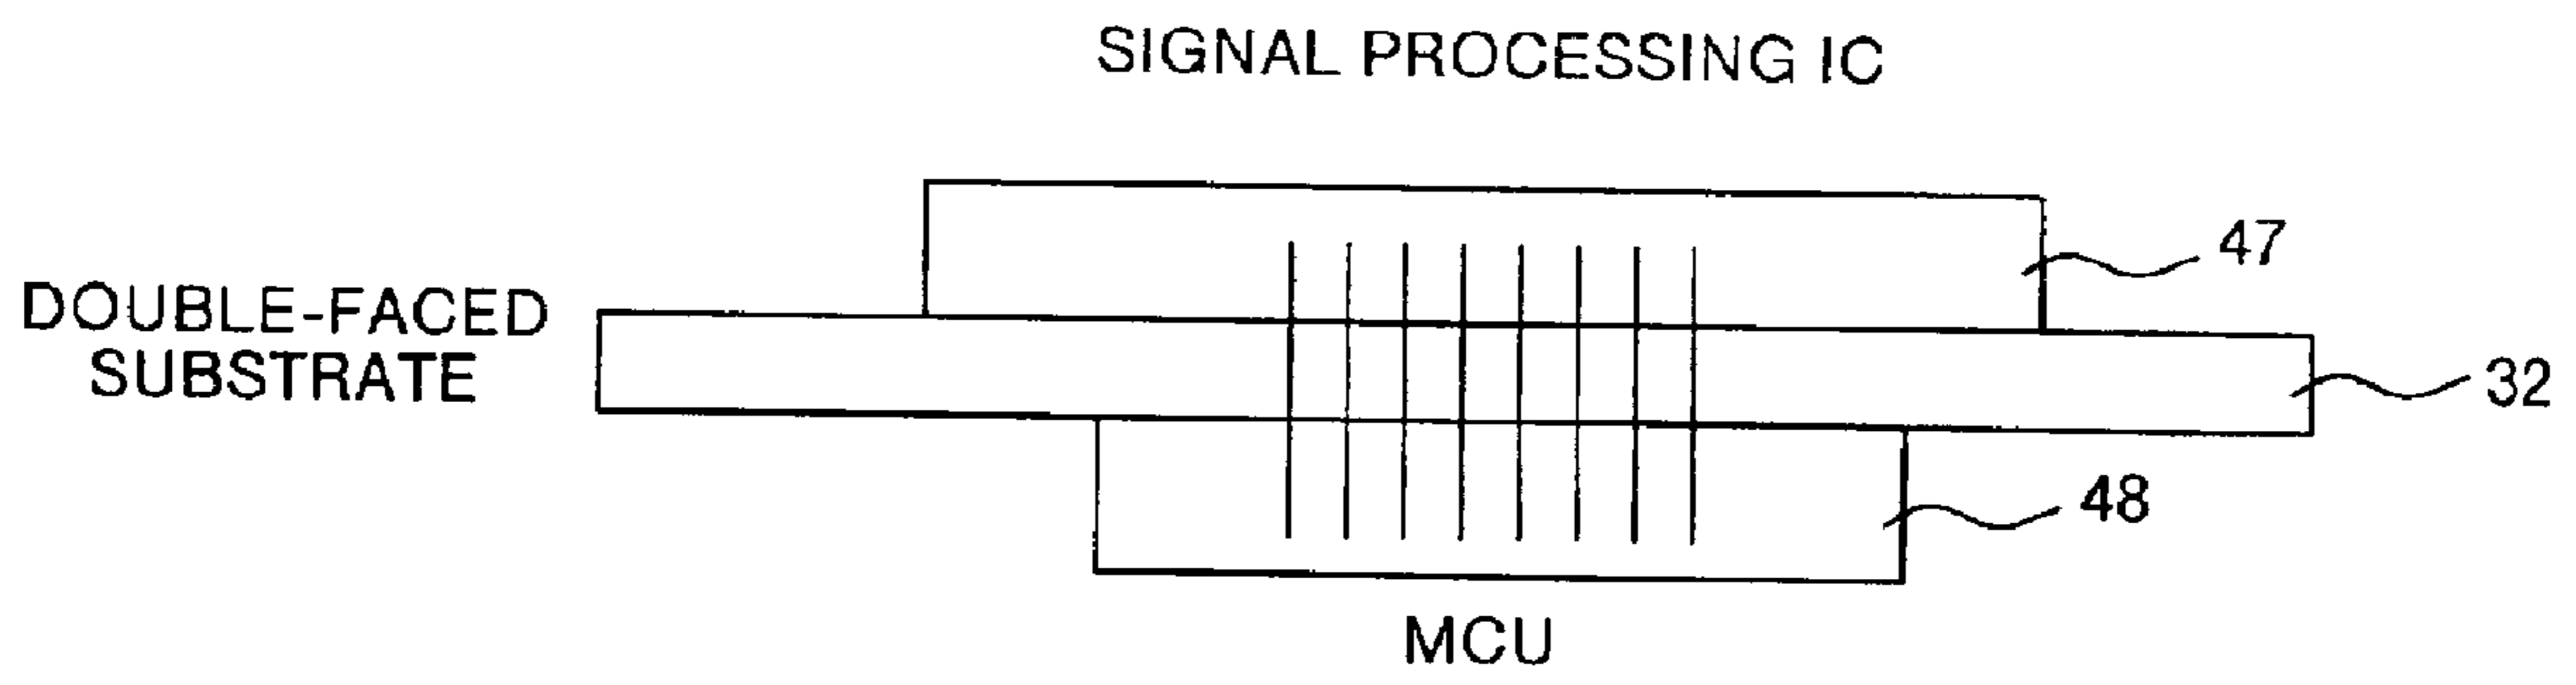 SIGNAL PROCESSING IC
47
DOUBLE-FACED
SUBSTRATE
32
48
MCU